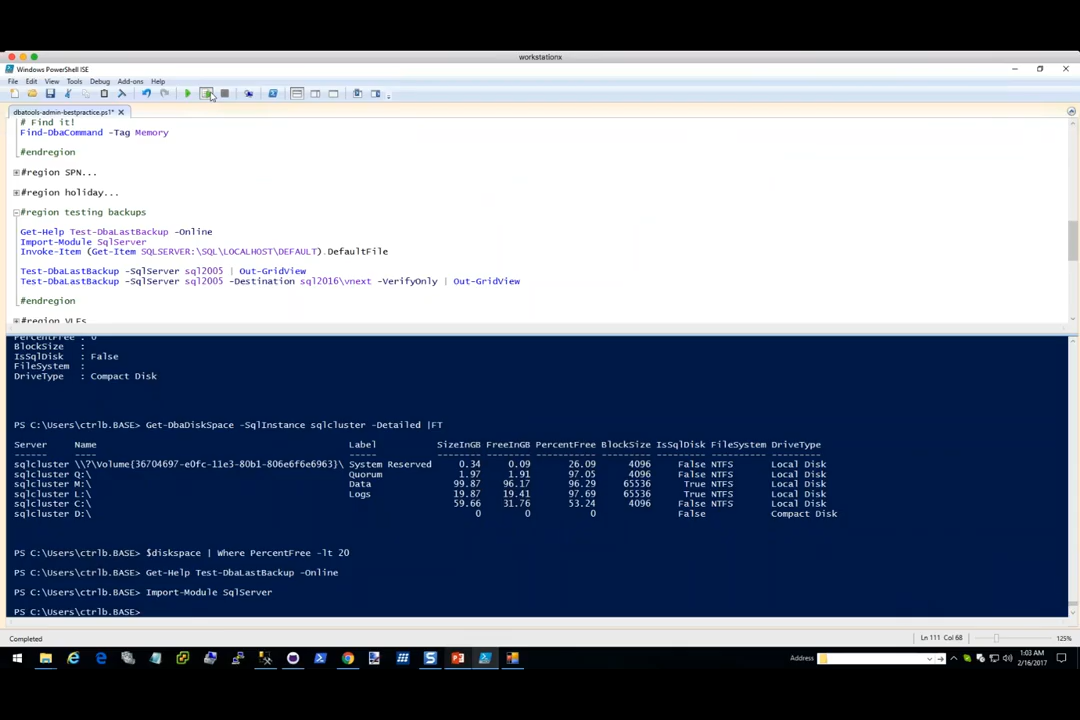 workstationx
Windows PowerShell ISE
File Edit View Tools Debug Add-ons Help
dbatools-admin-bestpractice.ps1*
# Find it!
Find-DbaCommand -Tag Memory
#endregion
#region SPN...
#region holiday...
#region testing backups
Get-Help Test-DbaLastBackup -Online
Import-Module SqlServer
Invoke-Item (Get-Item SQLSERVER:\SQL\LOCALHOST\DEFAULT).DefaultFile
Test-DbaLastBackup -SqlServer sql2005 | Out-GridView
Test-DbaLastBackup -SqlServer sql2005 -Destination sql2016\vnext -VerifyOnly | Out-GridView
#endregion
#region VLFs
PercentFree : 0
BlockSize :
IsSqlDisk : False
FileSystem :
DriveType : Compact Disk
PS C:\Users\ctrlb.BASE> Get-DbaDiskSpace -SqlInstance sqlcluster -Detailed |FT
Server Name Label SizeInGB FreeInGB PercentFree BlockSize IsSqlDisk FileSystem DriveType
------ ---- ----- -------- -------- ----------- --------- --------- ---------- ---------
sqlcluster \\?\Volume{36704697-e0fc-11e3-80b1-806e6f6e6963}\ System Reserved 0.34 0.09 26.09 4096 False NTFS Local Disk
sqlcluster Q:\ Quorum 1.97 1.91 97.05 4096 False NTFS Local Disk
sqlcluster M:\ Data 99.87 96.17 96.29 65536 True NTFS Local Disk
sqlcluster L:\ Logs 19.87 19.41 97.69 65536 True NTFS Local Disk
sqlcluster C:\ 59.66 31.76 53.24 4096 False NTFS Local Disk
sqlcluster D:\ 0 0 0 False Compact Disk
PS C:\Users\ctrlb.BASE> $diskspace | Where PercentFree -lt 20
PS C:\Users\ctrlb.BASE> Get-Help Test-DbaLastBackup -Online
PS C:\Users\ctrlb.BASE> Import-Module SqlServer
PS C:\Users\ctrlb.BASE>
Completed Ln 111 Col 68 125%
Address 1:03 AM
2/16/2017